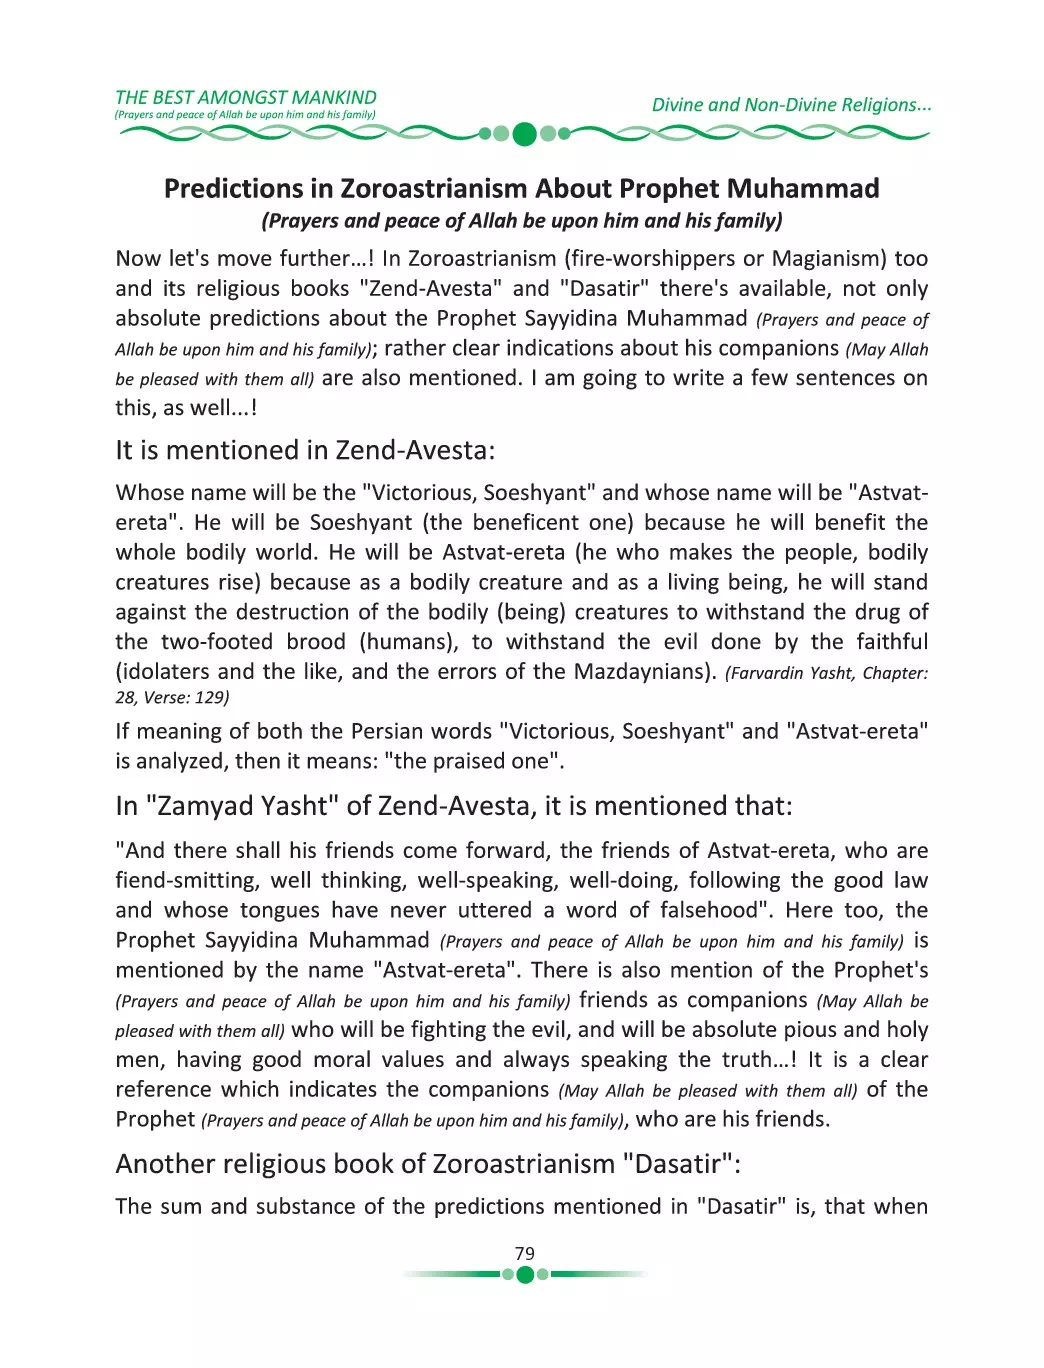 THE BEST AMONGST MANKIND
(Prayers and peace of Allah be upon him and his family)
Divine and Non-Divine Religions...
Predictions in Zoroastrianism About Prophet Muhammad
(Prayers and peace of Allah be upon him and his family)
Now let's move further...! In Zoroastrianism (fire-worshippers or Magianism) too
and its religious books "Zend-Avesta" and "Dasatir" there's available, not only
absolute predictions about the Prophet Sayyidina Muhammad (Prayers and peace of
Allah be upon him and his family); rather clear indications about his companions (May Allah
be pleased with them all) are also mentioned. I am going to write a few sentences on
this, as well...!
It is mentioned in Zend-Avesta:
Whose name will be the "Victorious, Soeshyant" and whose name will be "Astvat-
ereta". He will be Soeshyant (the beneficent one) because he will benefit the
whole bodily world. He will be Astvat-ereta (he who makes the people, bodily
creatures rise) because as a bodily creature and as a living being, he will stand
against the destruction of the bodily (being) creatures to withstand the drug of
the two-footed brood (humans), to withstand the evil done by the faithful
(idolaters and the like, and the errors of the Mazdaynians). (Farvardin Yasht, Chapter:
28, Verse: 129)
If meaning of both the Persian words "Victorious, Soeshyant" and "Astvat-ereta"
is analyzed, then it means: "the praised one".
In "Zamyad Yasht" of Zend-Avesta, it is mentioned that:
"And there shall his friends come forward, the friends of Astvat-ereta, who are
fiend-smitting, well thinking, well-speaking, well-doing, following the good law
and whose tongues have never uttered a word of falsehood". Here too, the
Prophet Sayyidina Muhammad (Prayers and peace of Allah be upon him and his family) is
mentioned by the name "Astvat-ereta". There is also mention of the Prophet's
(Prayers and peace of Allah be upon him and his family) friends as companions (May Allah be
pleased with them all) who will be fighting the evil, and will be absolute pious and holy
men, having good moral values and always speaking the truth...! It is a clear
reference which indicates the companions (May Allah be pleased with them all) of the
Prophet (Prayers and peace of Allah be upon him and his family), who are his friends.
Another religious book of Zoroastrianism "Dasatir":
The sum and substance of the predictions mentioned in "Dasatir" is, that when
79